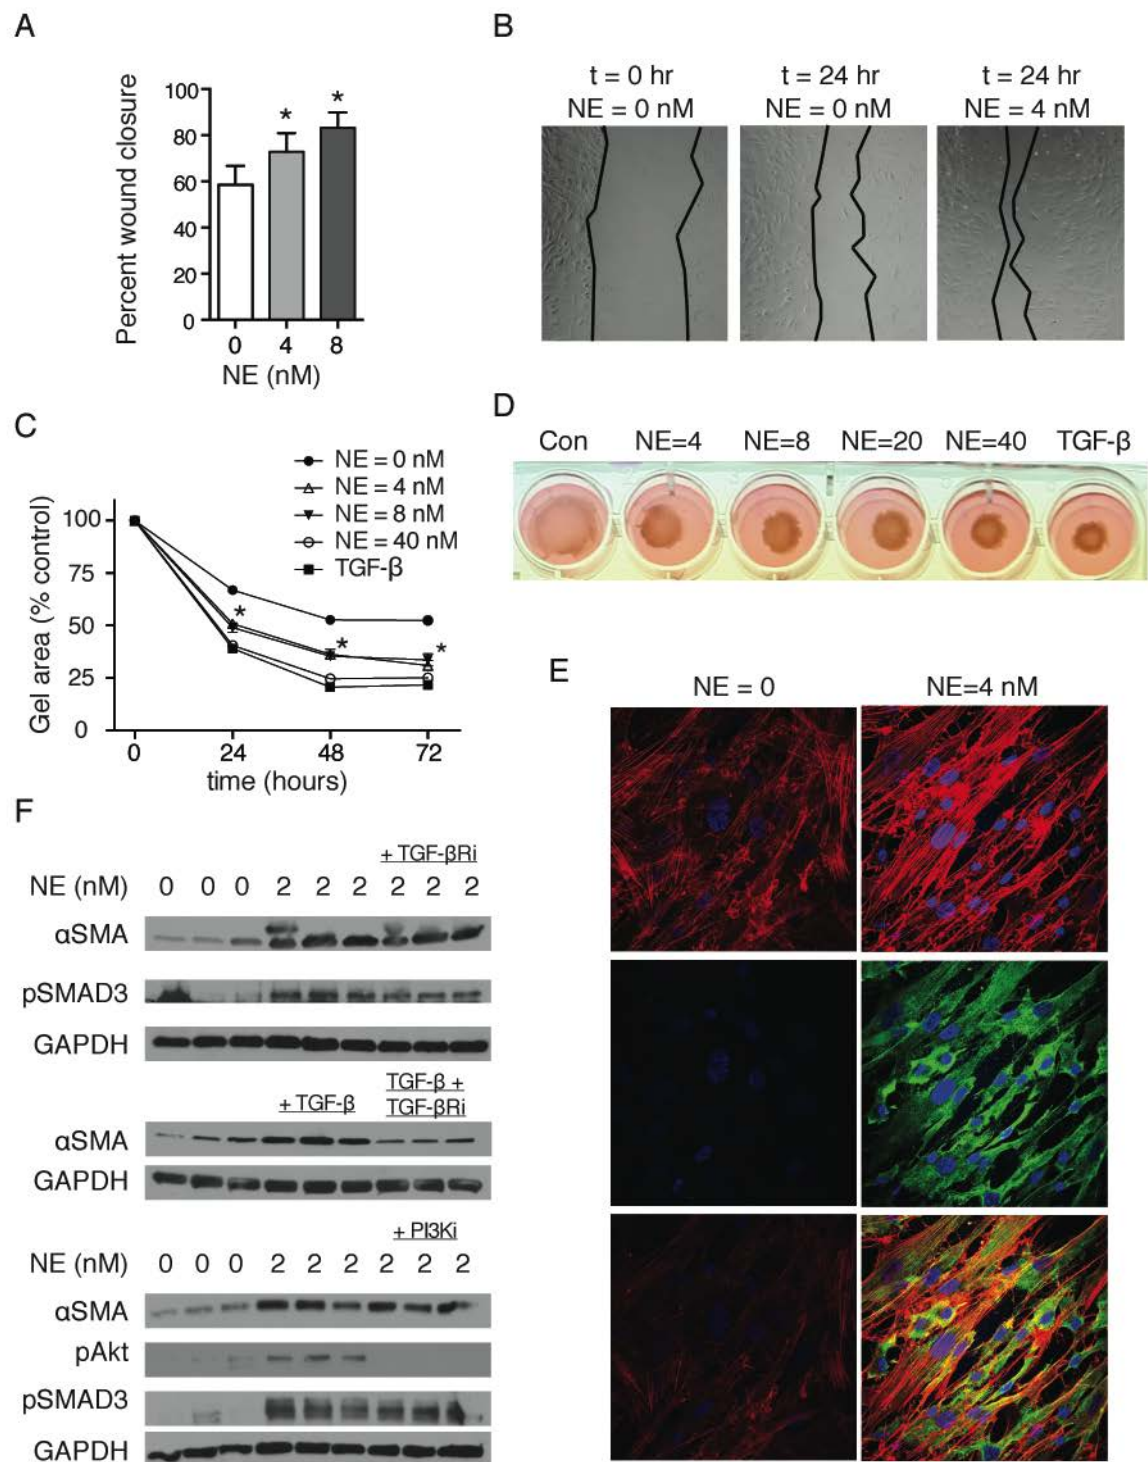 A
Percent wound closure
100
80
60
40
20
0
* *
0 4 8
NE (nM)
B
t = 0 hr
NE = 0 nM
t = 24 hr
NE = 0 nM
t = 24 hr
NE = 4 nM
C
NE = 0 nM
NE = 4 nM
NE = 8 nM
NE = 40 nM
TGF-β
Gel area (% control)
100
75
50
25
0
* * *
0 24 48 72
time (hours)
D
Con NE=4 NE=8 NE=20 NE=40 TGF-β
E
NE = 0 NE=4 nM
F
+ TGF-βRi
NE (nM) 0 0 0 2 2 2 2 2 2
αSMA
pSMAD3
GAPDH
+ TGF-β
TGF-β +
TGF-βRi
αSMA
GAPDH
+ PI3Ki
NE (nM) 0 0 0 2 2 2 2 2 2
αSMA
pAkt
pSMAD3
GAPDH